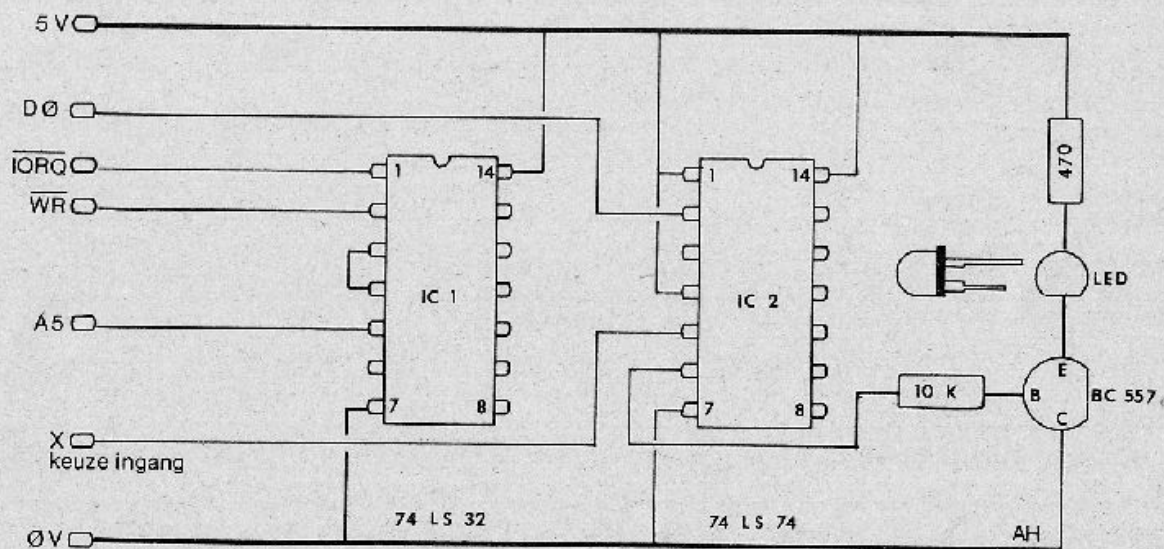 5V
DØ
IORQ
WR
A5
X
keuze ingang
ØV
1 14
IC 1
7 8
74 LS 32
1 14
IC 2
7 8
74 LS 74
470
LED
10 K
E
B
C
BC 557
AH